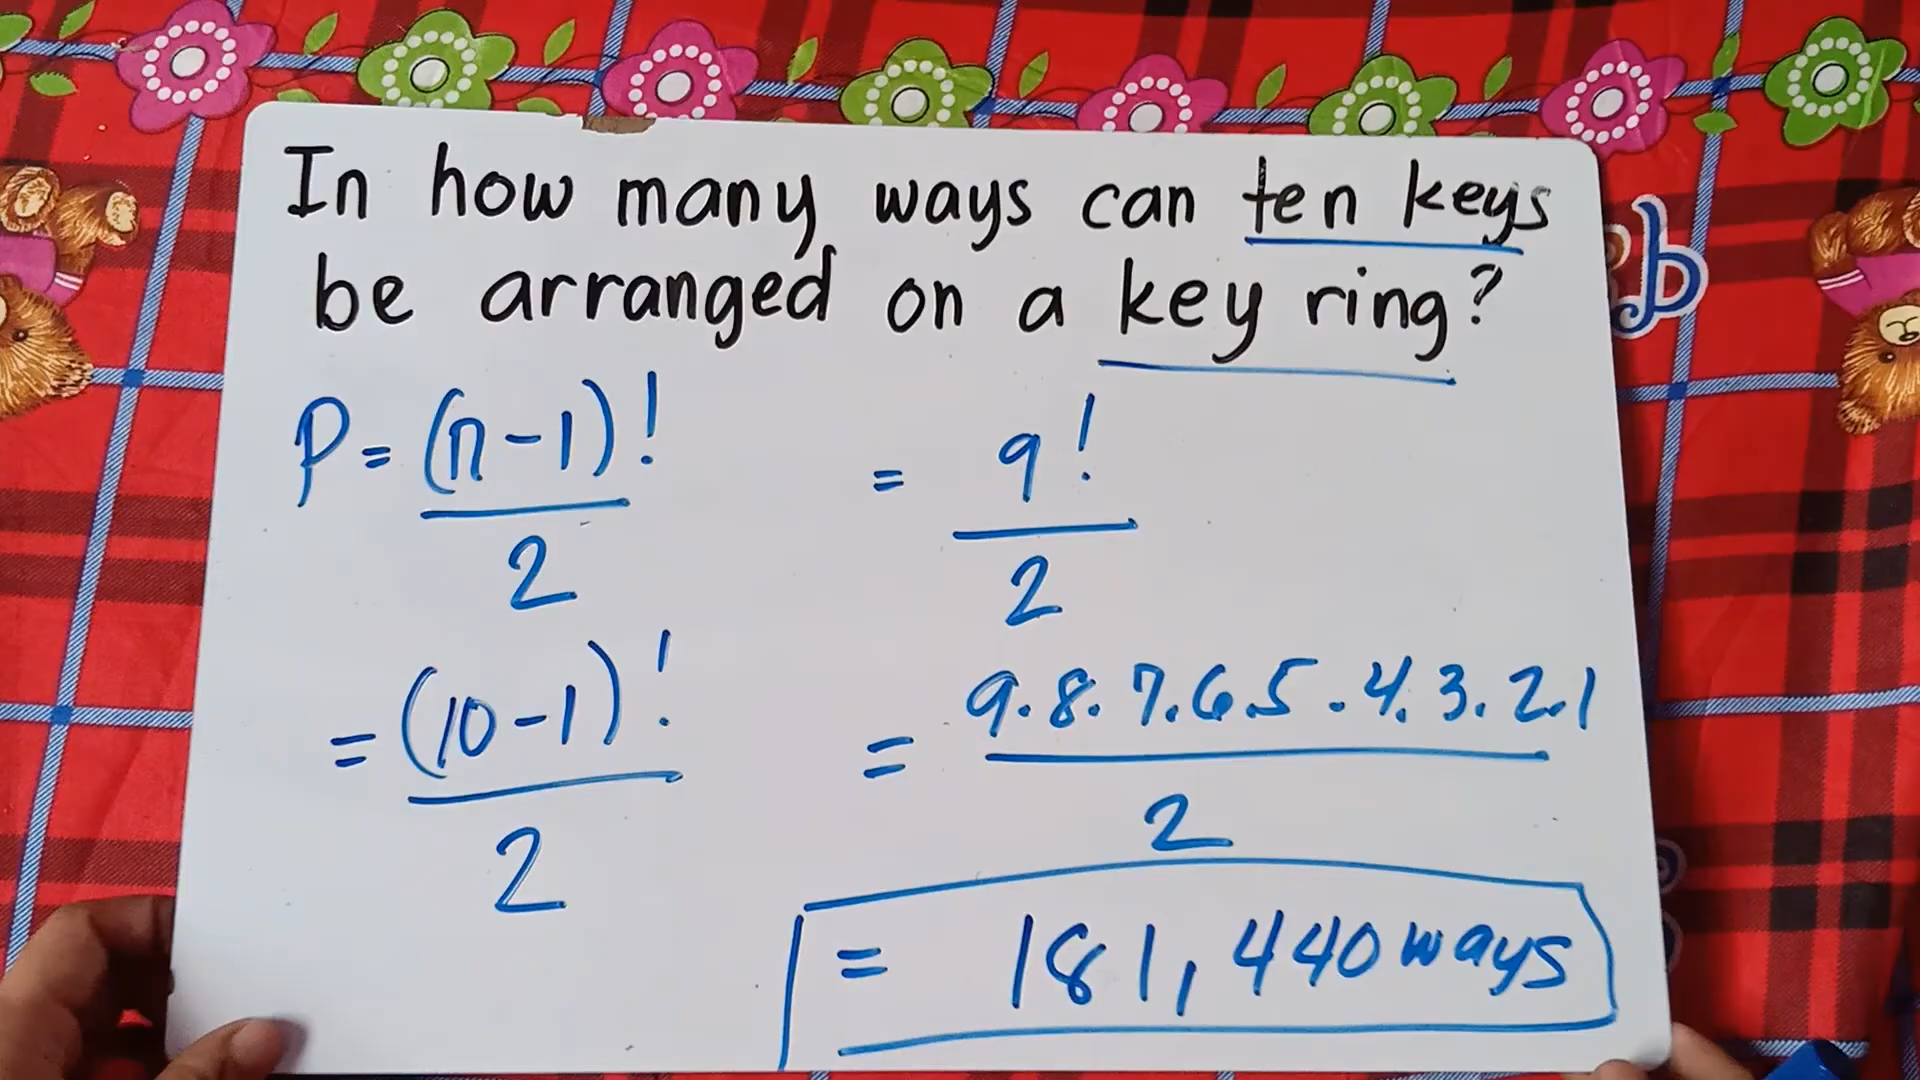 In how many ways can ten keys
be arranged on a key ring?
P = (n-1)!
2
= (10-1)!
2
= 9!
2
= 9.8.7.6.5.4.3.2.1
2
= 181,440 ways
b